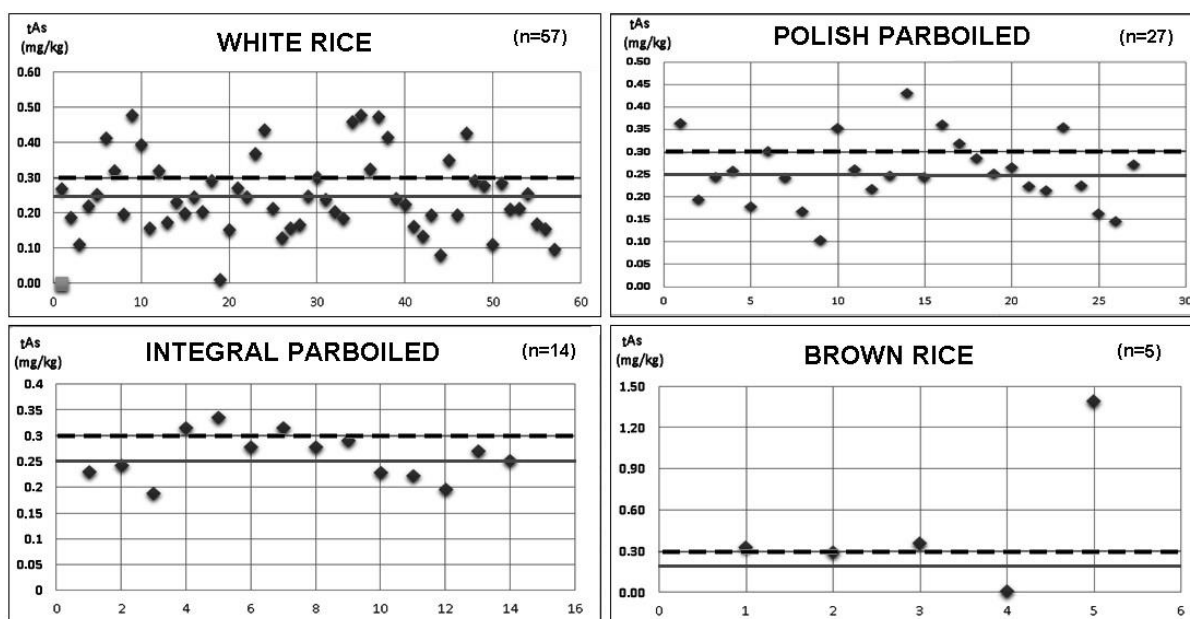 tAs
(mg/kg)
WHITE RICE
(n=57)
0.60
0.50
0.40
0.30
0.20
0.10
0.00
0 10 20 30 40 50 60
tAs
(mg/kg)
POLISH PARBOILED
(n=27)
0.50
0.45
0.40
0.35
0.30
0.25
0.20
0.15
0.10
0.05
0.00
0 5 10 15 20 25 30
tAs
(mg/kg)
INTEGRAL PARBOILED
(n=14)
0.4
0.35
0.3
0.25
0.2
0.15
0.1
0.05
0
0 2 4 6 8 10 12 14 16
tAs
(mg/kg)
BROWN RICE
(n=5)
1.50
1.20
0.90
0.60
0.30
0.00
0 1 2 3 4 5 6